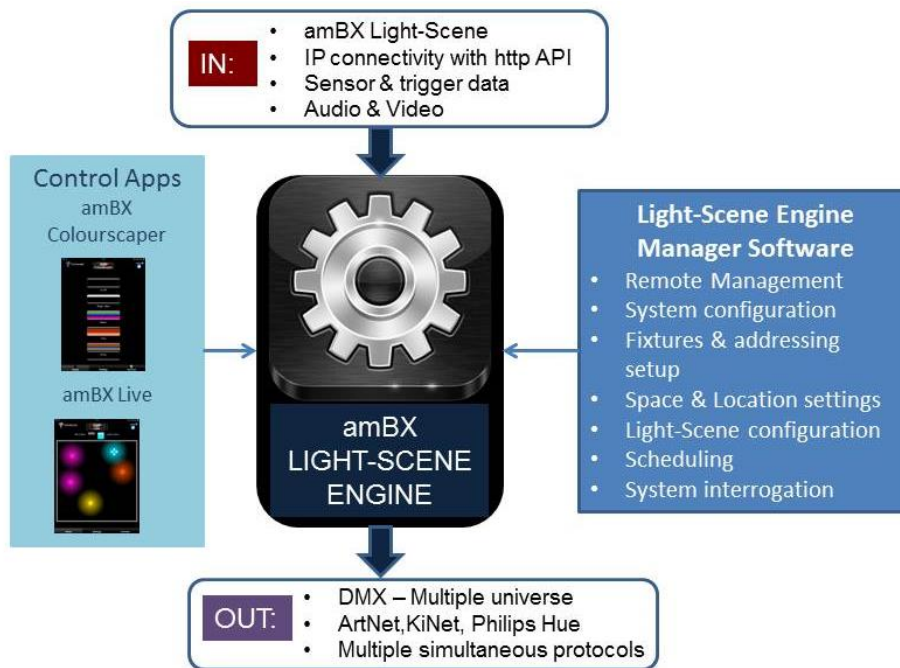 IN:
• amBX Light-Scene
• IP connectivity with http API
• Sensor & trigger data
• Audio & Video
Control Apps
amBX
Colourscaper
amBX Live
amBX
LIGHT-SCENE
ENGINE
Light-Scene Engine
Manager Software
• Remote Management
• System configuration
• Fixtures & addressing
setup
• Space & Location settings
• Light-Scene configuration
• Scheduling
• System interrogation
OUT:
• DMX – Multiple universe
• ArtNet,KiNet, Philips Hue
• Multiple simultaneous protocols